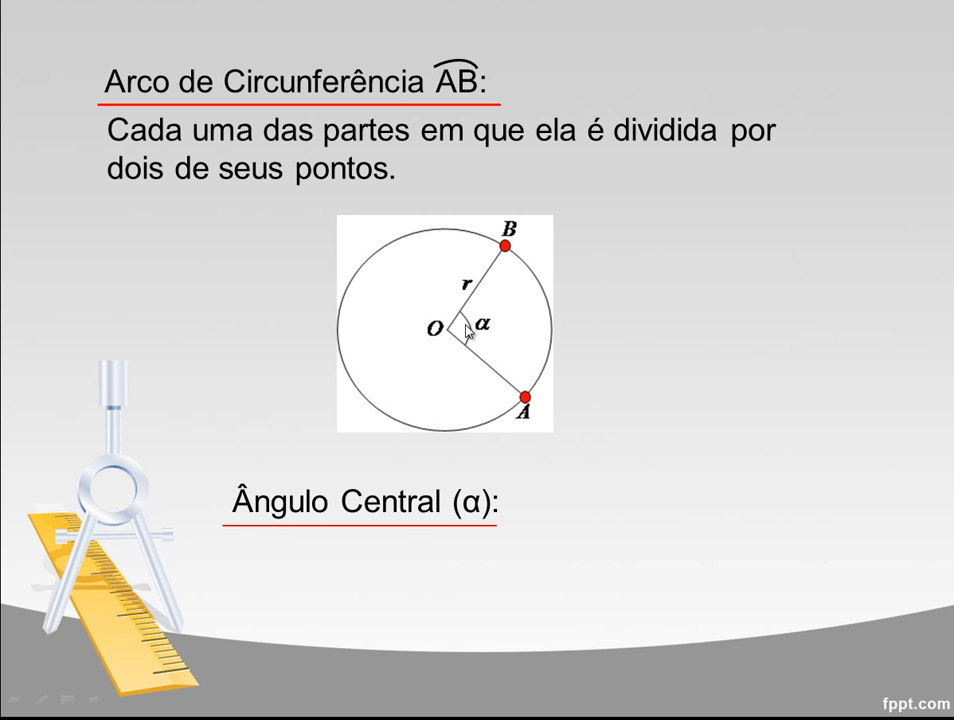 Arco de Circunferência AB:
Cada uma das partes em que ela é dividida por
dois de seus pontos.
B
r
O
α
A
Ângulo Central (α):
fppt.com